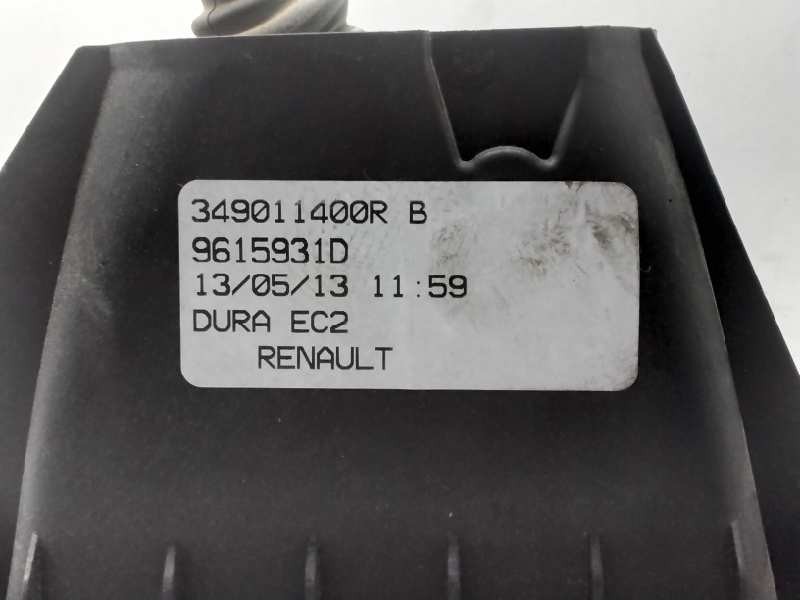 349011400R B
9615931D
13/05/13 11:59
DURA EC2
RENAULT